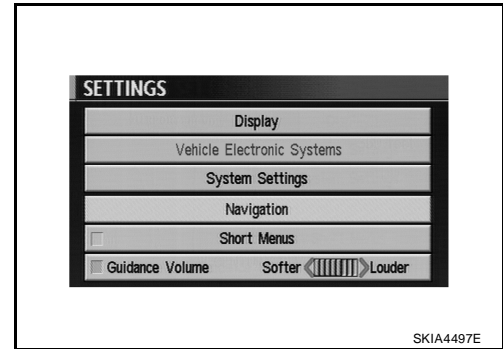 SETTINGS
Display
Vehicle Electronic Systems
System Settings
Navigation
Short Menus
Guidance Volume Softer Louder
SKIA4497E